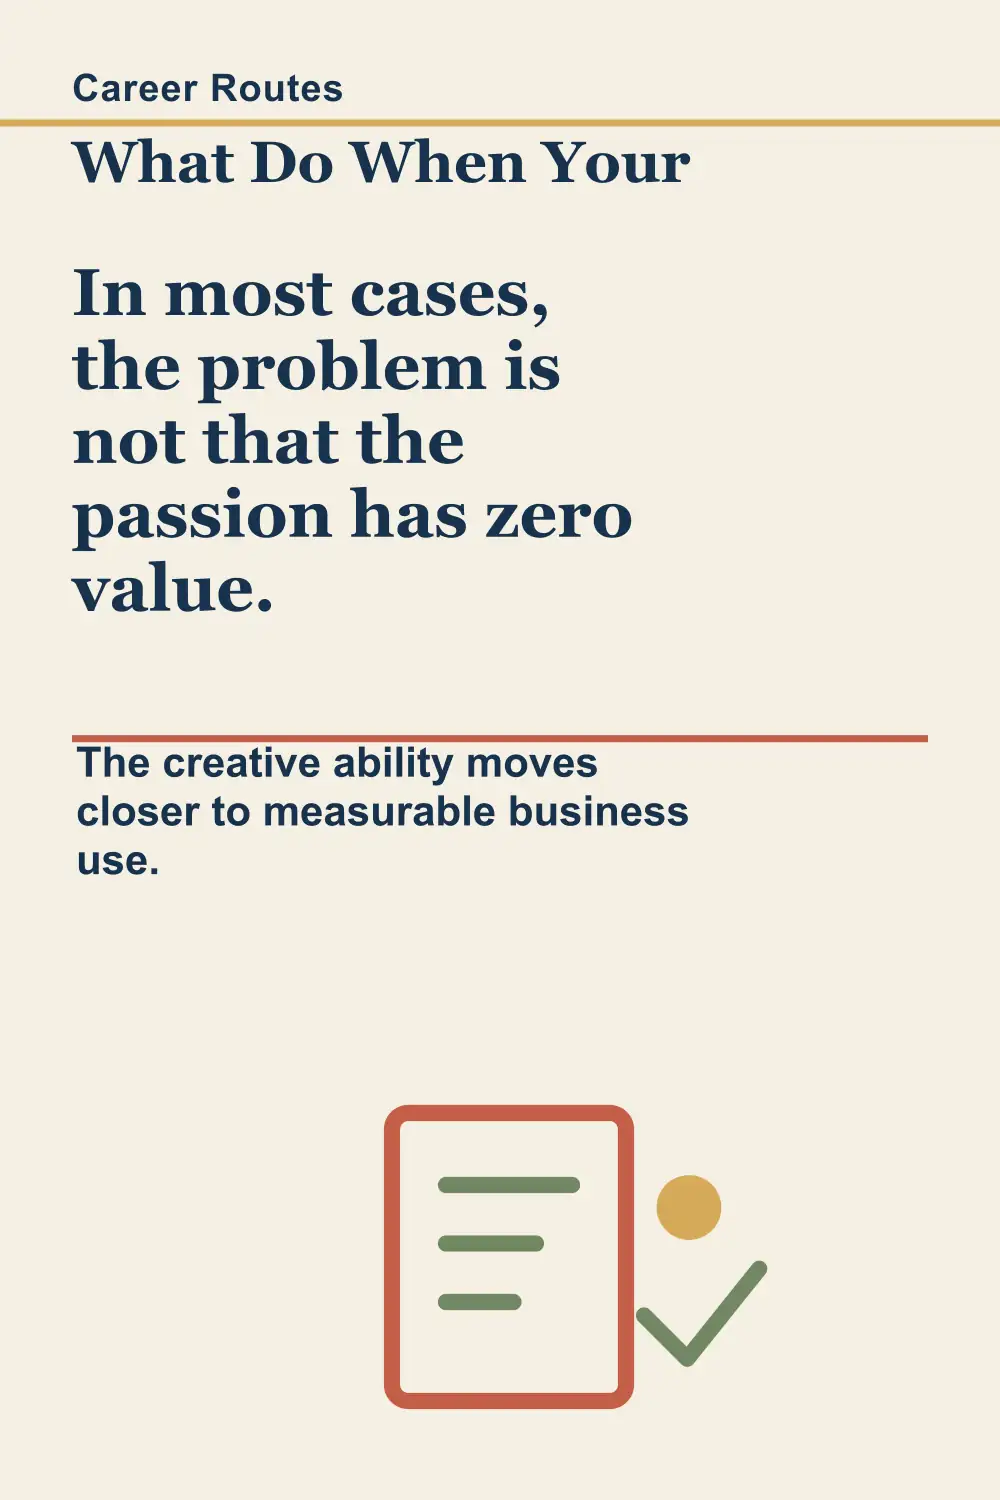 Career Routes
What Do When Your
In most cases,
the problem is
not that the
passion has zero
value.
The creative ability moves
closer to measurable business
use.